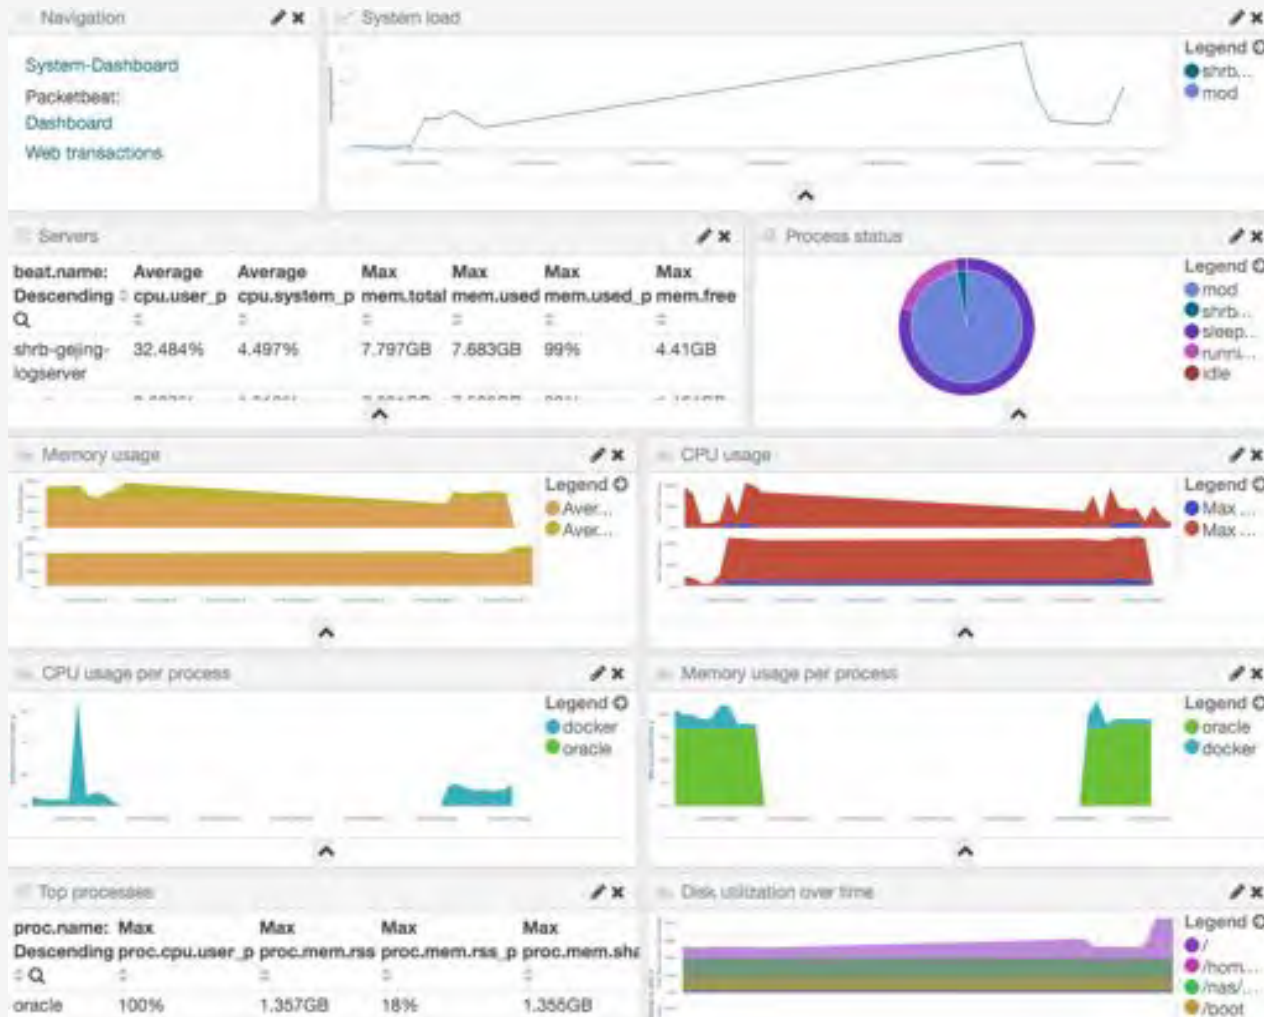 Navigation
System load
System-Dashboard
Packetbeat:
Dashboard
Web transactions
Legend
shrb...
mod
Servers
Process status
beat.name: Average Average Max Max Max Max
Descending cpu.user_p cpu.system_p mem.total mem.used mem.used_p mem.free
shrb-gejing- 32.484% 4.497% 7.797GB 7.683GB 99% 4.41GB
logserver
Legend
mod
shrb...
sleep...
runni...
idle
Memory usage
CPU usage
Legend
Aver...
Aver...
Legend
Max ...
Max ...
CPU usage per process
Memory usage per process
Legend
docker
oracle
Legend
oracle
docker
Top processes
Disk utilization over time
proc.name: Max Max Max Max
Descending proc.cpu.user_p proc.mem.rss proc.mem.rss_p proc.mem.sha
oracle 100% 1.357GB 18% 1.355GB
Legend
/
/hom...
/nas/...
/boot